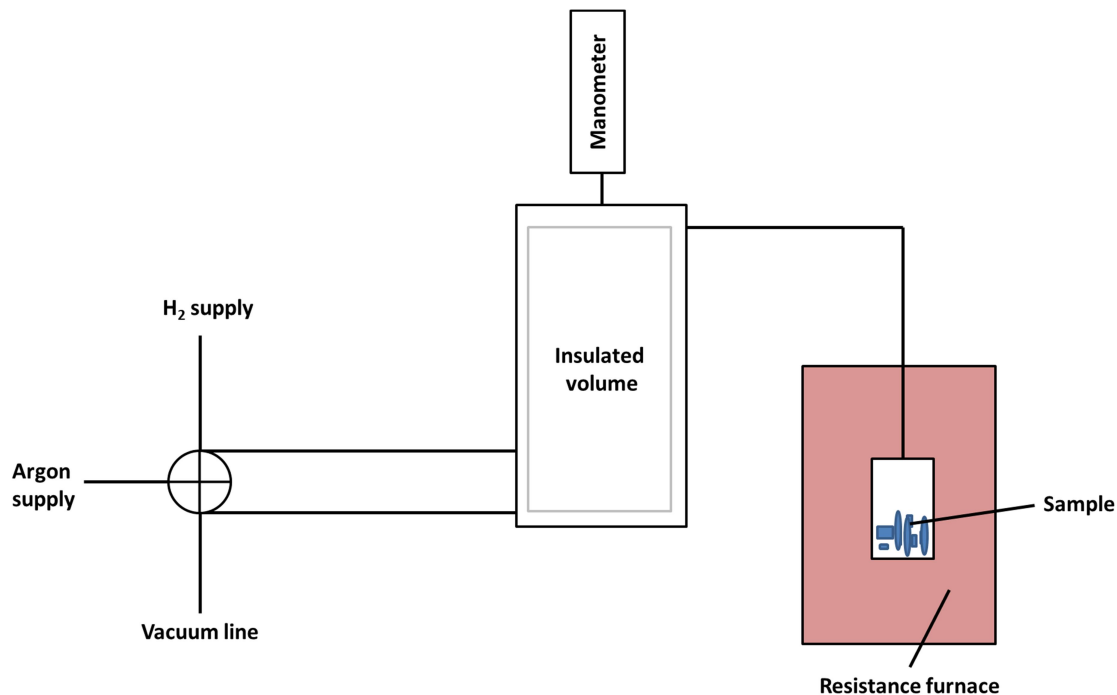 Manometer
H₂ supply
Insulated
volume
Argon
supply
Sample
Vacuum line
Resistance furnace